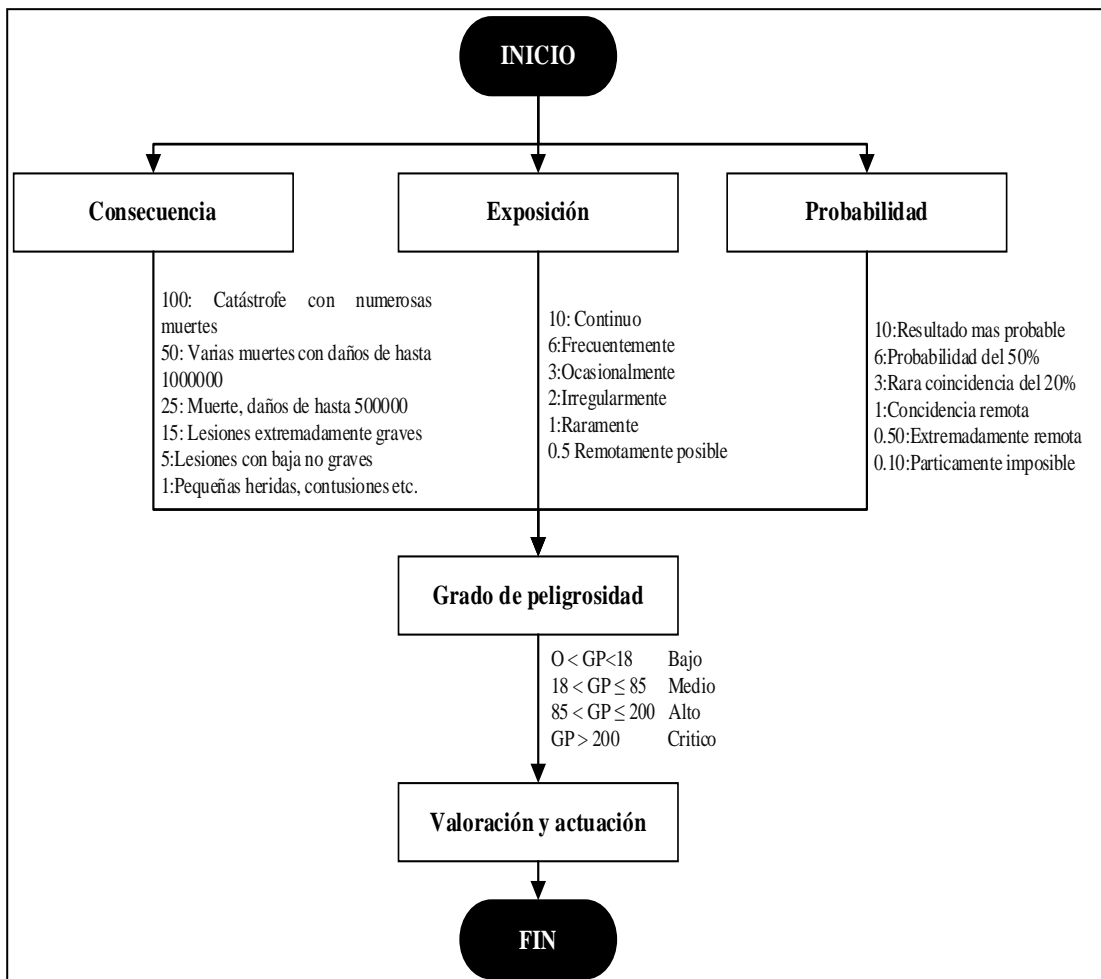 INICIO
Consecuencia
Exposición
Probabilidad
100: Catástrofe con numerosas
muertes
50: Varias muertes con daños de hasta
1000000
25: Muerte, daños de hasta 500000
15: Lesiones extremadamente graves
5:Lesiones con baja no graves
1:Pequeñas heridas, contusiones etc.
10: Continuo
6:Frecuentemente
3:Ocasionalmente
2:Irregularmente
1:Raramente
0.5 Remotamente posible
10:Resultado mas probable
6:Probabilidad del 50%
3:Rara coincidencia del 20%
1:Concidencia remota
0.50:Extremadamente remota
0.10:Particamente imposible
Grado de peligrosidad
O < GP<18 Bajo
18 < GP ≤ 85 Medio
85 < GP ≤ 200 Alto
GP > 200 Critico
Valoración y actuación
FIN